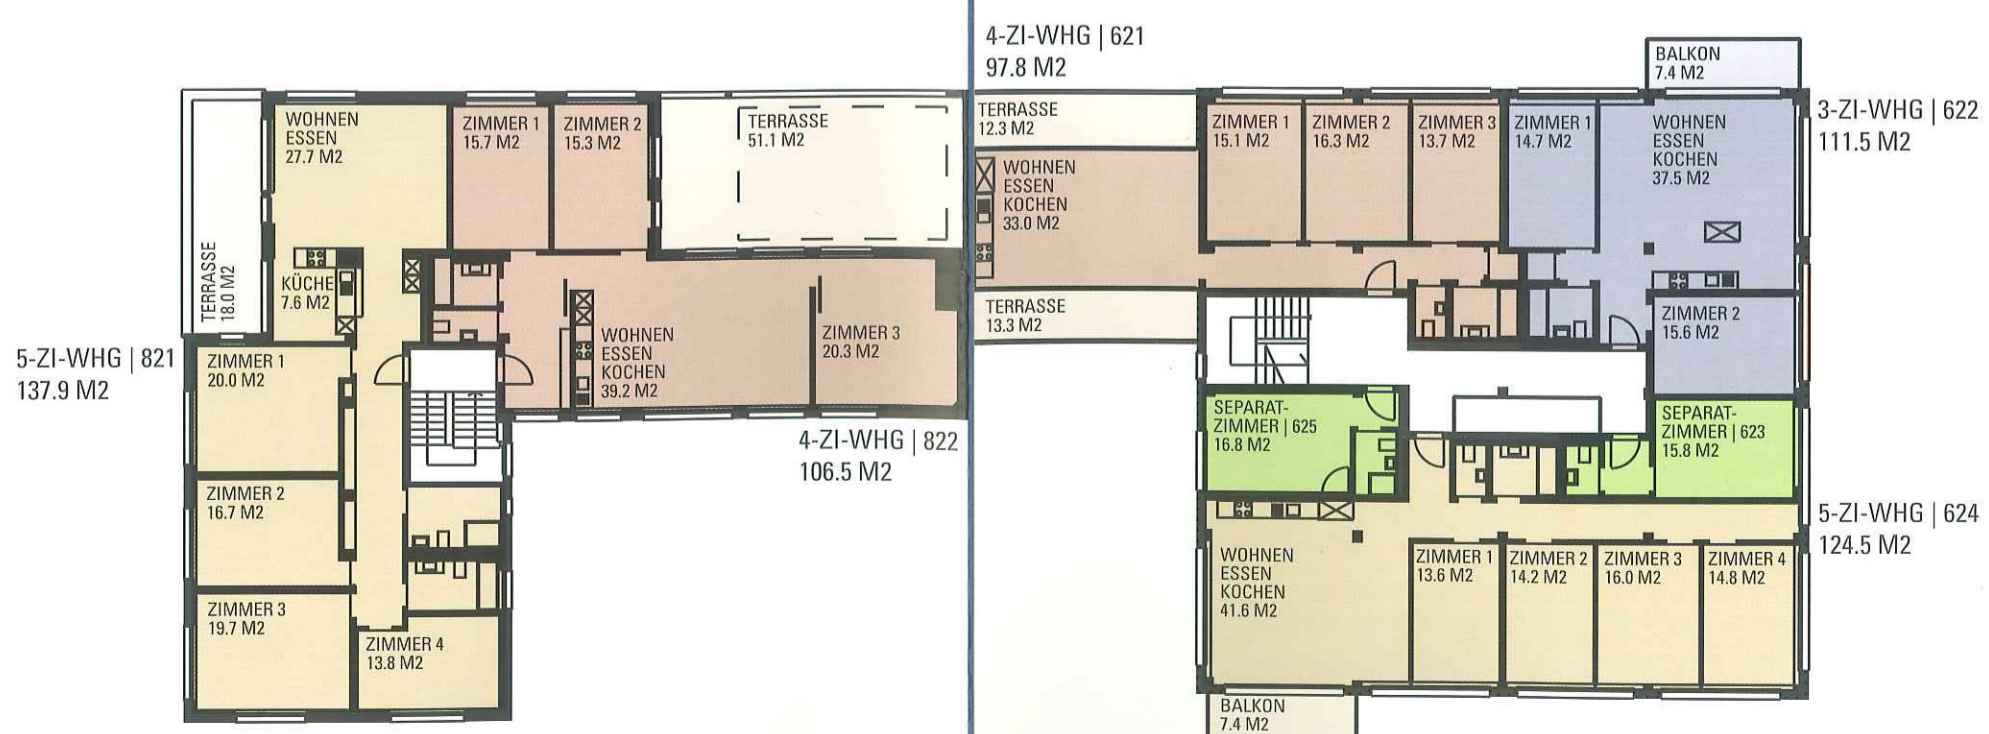 5-ZI-WHG | 821
137.9 M2
TERRASSE
18.0 M2
WOHNEN
ESSEN
27.7 M2
KÜCHE
7.6 M2
ZIMMER 1
20.0 M2
ZIMMER 2
16.7 M2
ZIMMER 3
19.7 M2
ZIMMER 4
13.8 M2
ZIMMER 1
15.7 M2
ZIMMER 2
15.3 M2
TERRASSE
51.1 M2
WOHNEN
ESSEN
KOCHEN
39.2 M2
ZIMMER 3
20.3 M2
4-ZI-WHG | 822
106.5 M2
4-ZI-WHG | 621
97.8 M2
TERRASSE
12.3 M2
WOHNEN
ESSEN
KOCHEN
33.0 M2
TERRASSE
13.3 M2
ZIMMER 1
15.1 M2
ZIMMER 2
16.3 M2
ZIMMER 3
13.7 M2
BALKON
7.4 M2
3-ZI-WHG | 622
111.5 M2
ZIMMER 1
14.7 M2
WOHNEN
ESSEN
KOCHEN
37.5 M2
ZIMMER 2
15.6 M2
SEPARAT-
ZIMMER | 625
16.8 M2
SEPARAT-
ZIMMER | 623
15.8 M2
5-ZI-WHG | 624
124.5 M2
WOHNEN
ESSEN
KOCHEN
41.6 M2
ZIMMER 1
13.6 M2
ZIMMER 2
14.2 M2
ZIMMER 3
16.0 M2
ZIMMER 4
14.8 M2
BALKON
7.4 M2